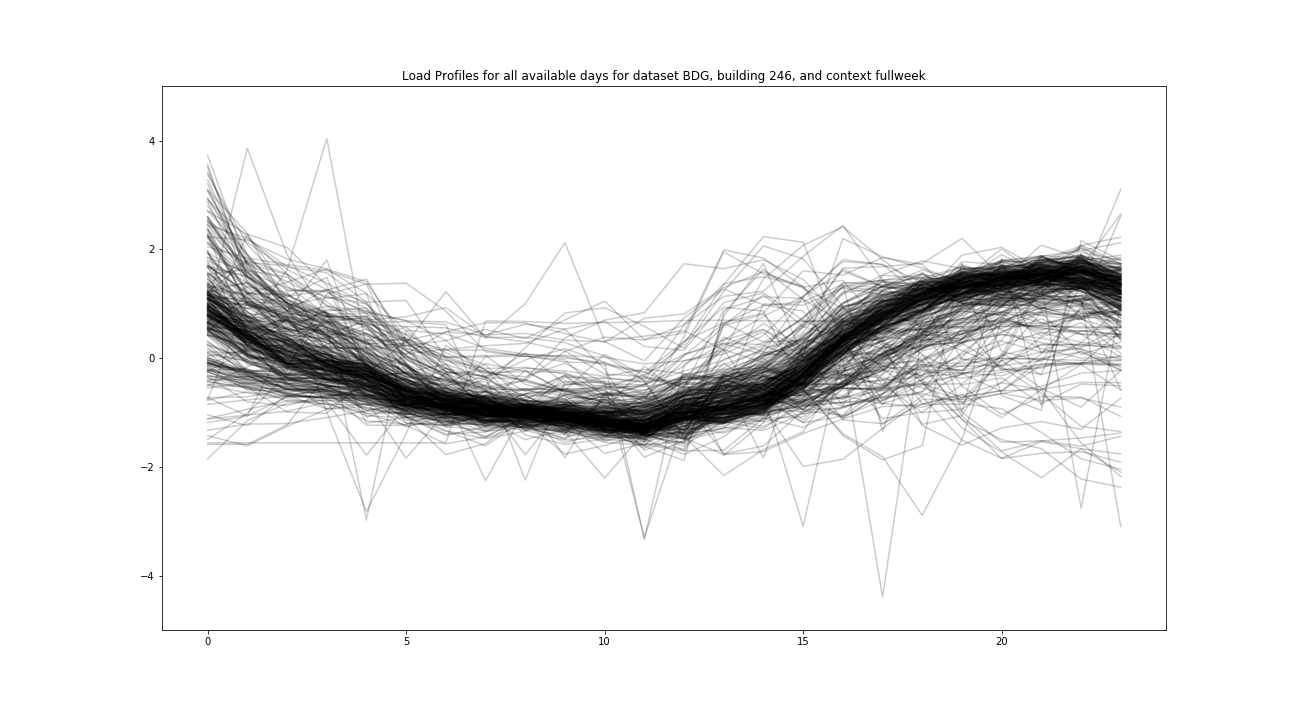 Load Profiles for all available days for dataset BDG, building 246, and context fullweek
4
2
0
−2
−4
0 5 10 15 20